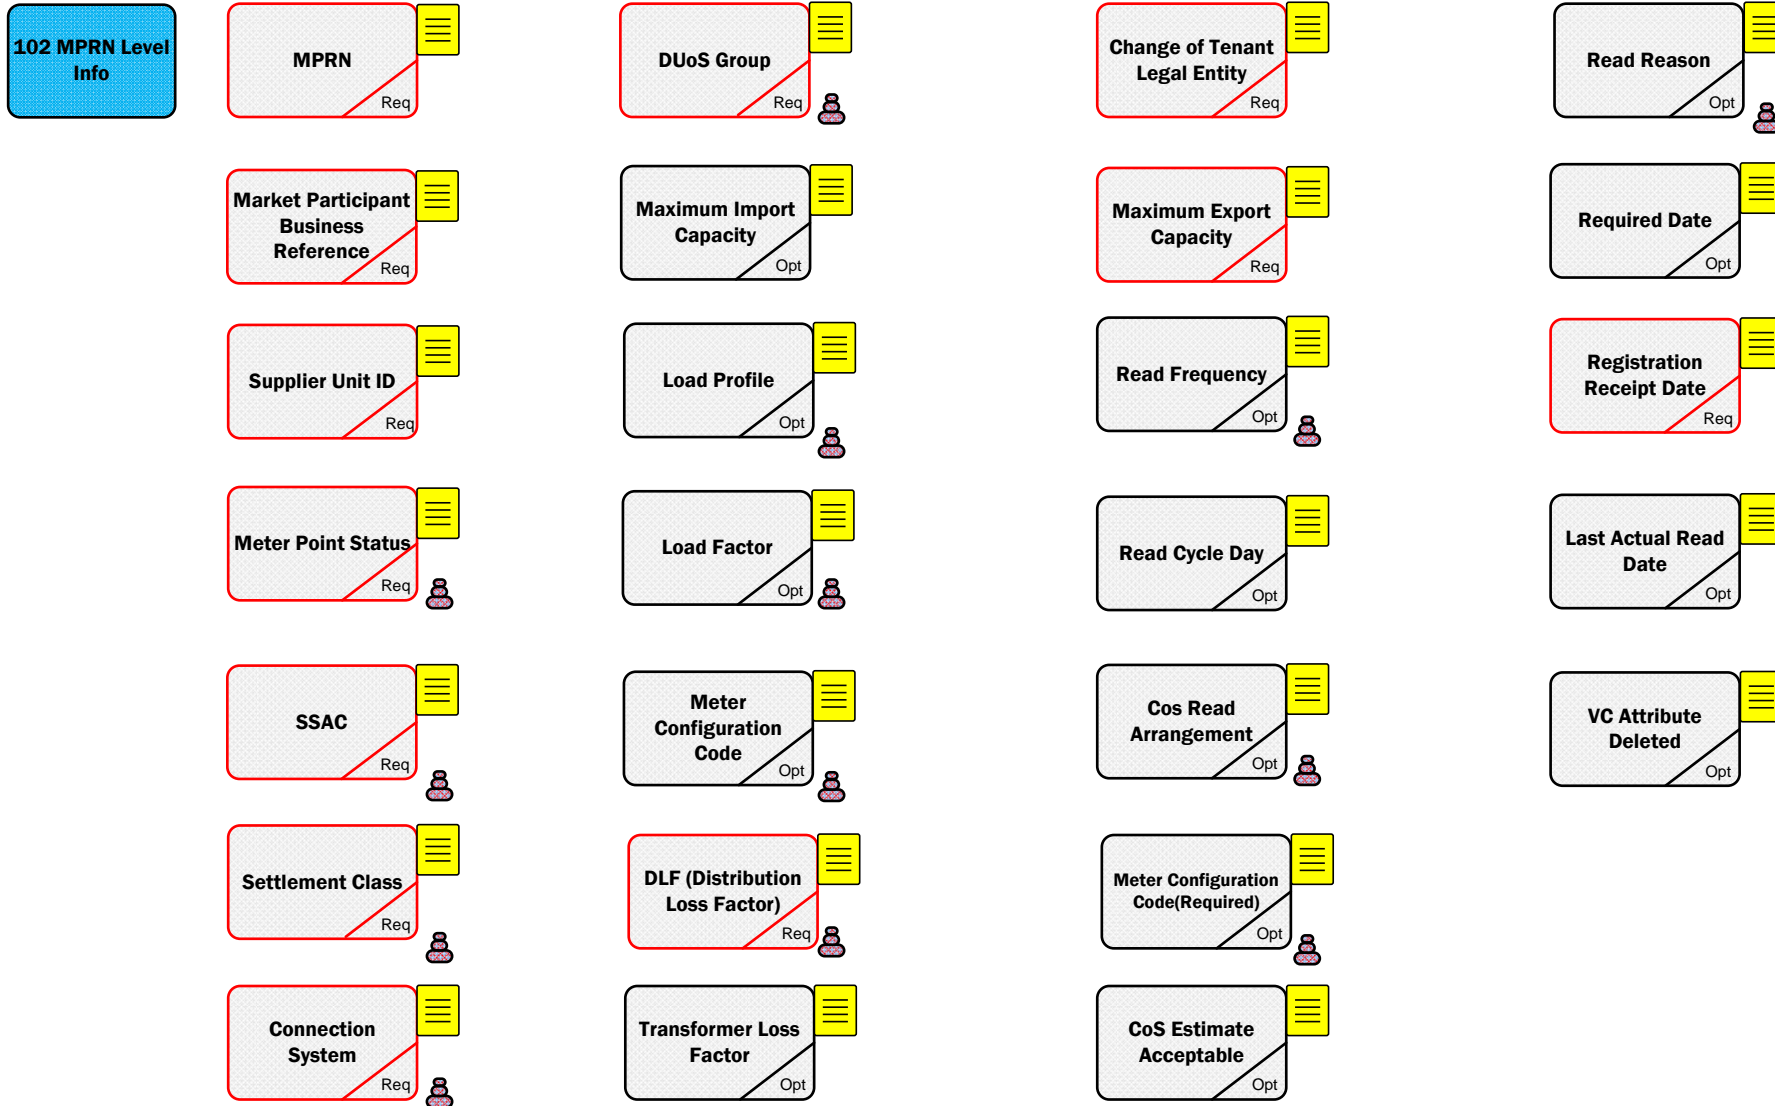 102 MPRN Level
Info
MPRN
Req
DUoS Group
Req
Change of Tenant
Legal Entity
Req
Read Reason
Opt
Market Participant
Business
Reference
Req
Maximum Import
Capacity
Opt
Maximum Export
Capacity
Req
Required Date
Opt
Supplier Unit ID
Req
Load Profile
Opt
Read Frequency
Opt
Registration
Receipt Date
Req
Meter Point Status
Req
Load Factor
Opt
Read Cycle Day
Opt
Last Actual Read
Date
Opt
SSAC
Req
Meter
Configuration
Code
Opt
Cos Read
Arrangement
Opt
VC Attribute
Deleted
Opt
Settlement Class
Req
DLF (Distribution
Loss Factor)
Req
Meter Configuration
Code(Required)
Opt
Connection
System
Req
Transformer Loss
Factor
Opt
CoS Estimate
Acceptable
Opt